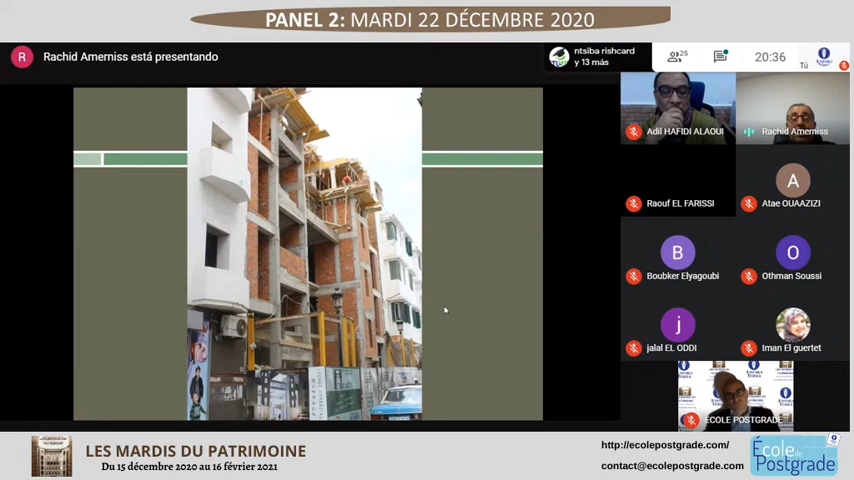 PANEL 2: MARDI 22 DÉCEMBRE 2020
R
Rachid Amerniss está presentando
ntsiba rishcard
y 13 más
25
20:36
Tú
Adil HAFIDI ALAOUI
Rachid Amerniss
Raouf EL FARISSI
A
Atae OUAAZIZI
B
Boubker Elyagoubi
O
Othman Soussi
j
jalal EL ODDI
Iman El guertet
ÉCOLE POSTGRADE
LES MARDIS DU PATRIMOINE
Du 15 décembre 2020 au 16 février 2021
http://ecolepostgrade.com/
contact@ecolepostgrade.com
École de
Postgrade